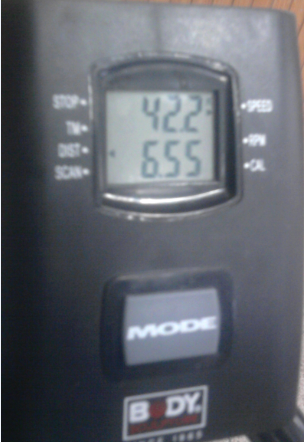 STOP
TM
DIST
SCAN
42.2
6.55
SPEED
RPM
CAL
MODE
BODY